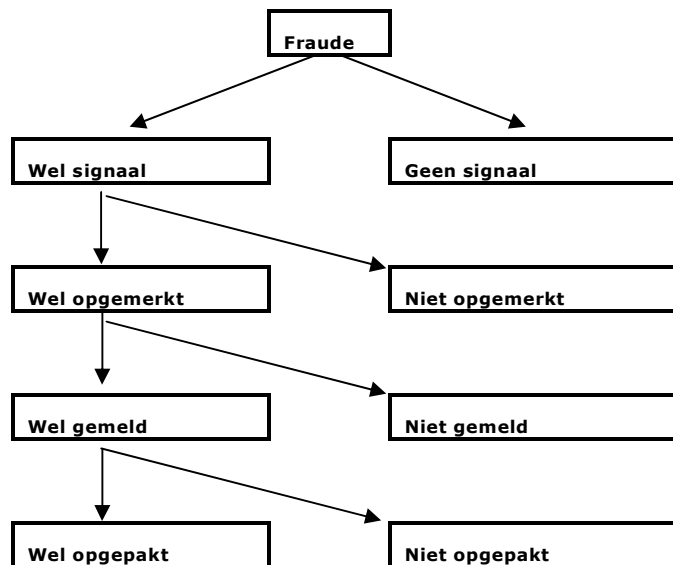 Fraude
Wel signaal
Geen signaal
Wel opgemerkt
Niet opgemerkt
Wel gemeld
Niet gemeld
Wel opgepakt
Niet opgepakt